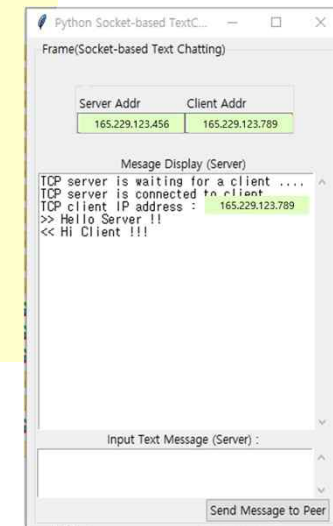 Python Socket-based TextC...
Frame(Socket-based Text Chatting)
Server Addr Client Addr
165.229.123.456 165.229.123.789
Mesage Display (Server)
TCP server is waiting for a client ....
TCP server is connected to client
TCP client IP address : 165.229.123.789
>> Hello Server !!
<< Hi Client !!!
Input Text Message (Server) :
Send Message to Peer